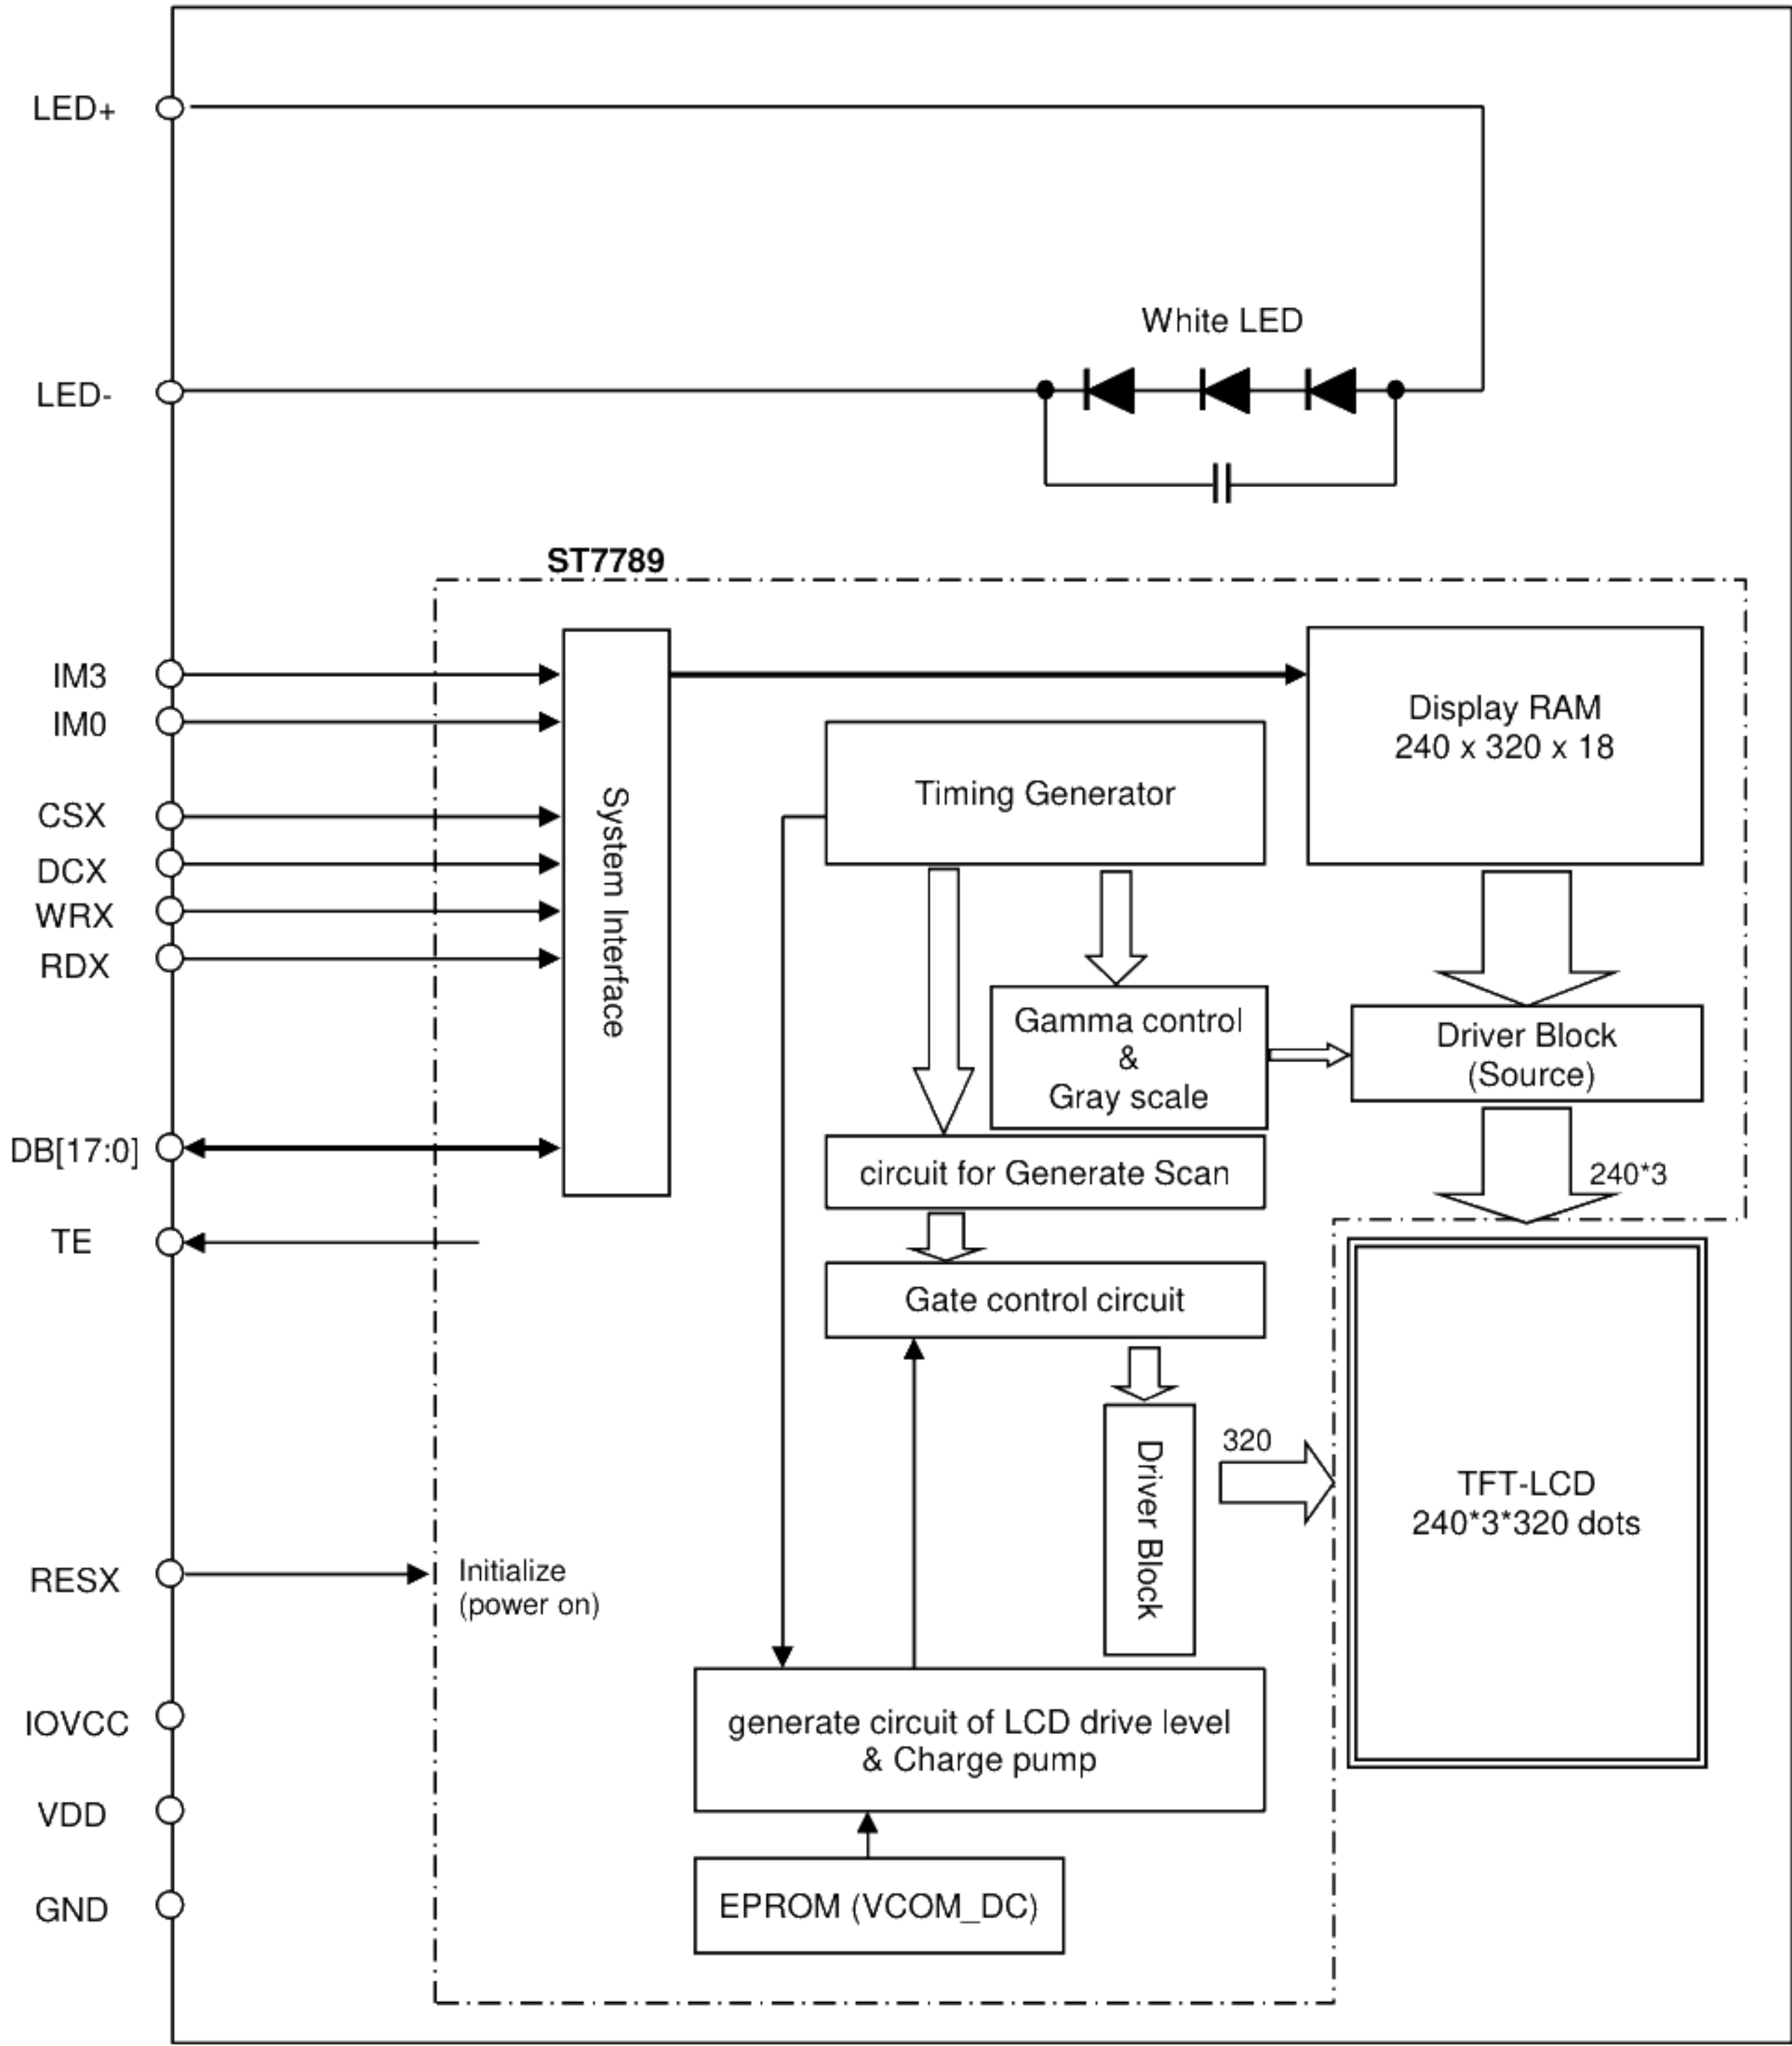 LED+
White LED
LED-
ST7789
IM3
IM0
CSX
DCX
WRX
RDX
DB[17:0]
TE
RESX
IOVCC
VDD
GND
System Interface
Display RAM
240 x 320 x 18
Timing Generator
Gamma control
&
Gray scale
Driver Block
(Source)
240*3
circuit for Generate Scan
Gate control circuit
Driver Block
320
TFT-LCD
240*3*320 dots
Initialize
(power on)
generate circuit of LCD drive level
& Charge pump
EPROM (VCOM_DC)